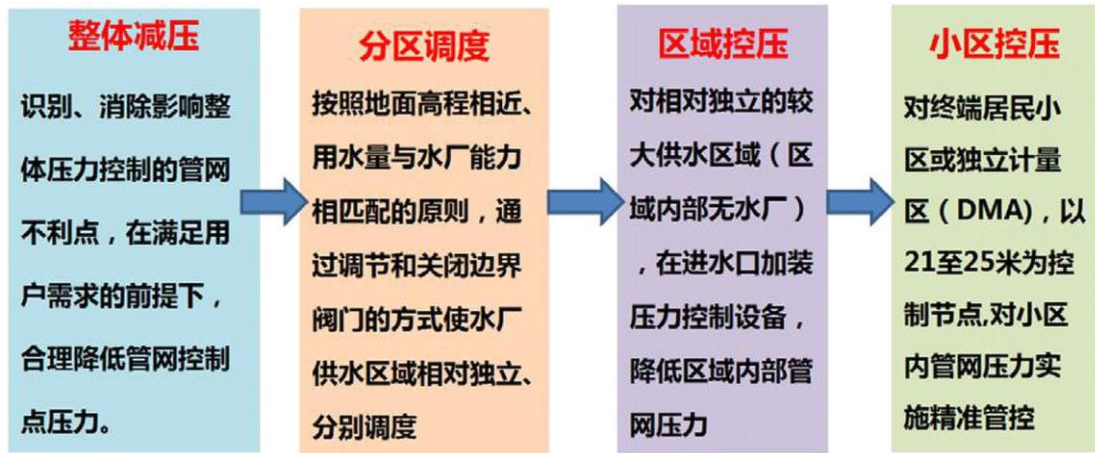 整体减压
识别、消除影响整
体压力控制的管网
不利点，在满足用
户需求的前提下，
合理降低管网控制
点压力。
分区调度
按照地面高程相近、
用水量与水厂能力
相匹配的原则，通
过调节和关闭边界
阀门的方式使水厂
供水区域相对独立、
分别调度
区域控压
对相对独立的较
大供水区域（区
域内部无水厂）
，在进水口加装
压力控制设备，
降低区域内部管
网压力
小区控压
对终端居民小
区或独立计量
区（DMA)，以
21至25米为控
制节点,对小区
内管网压力实
施精准管控